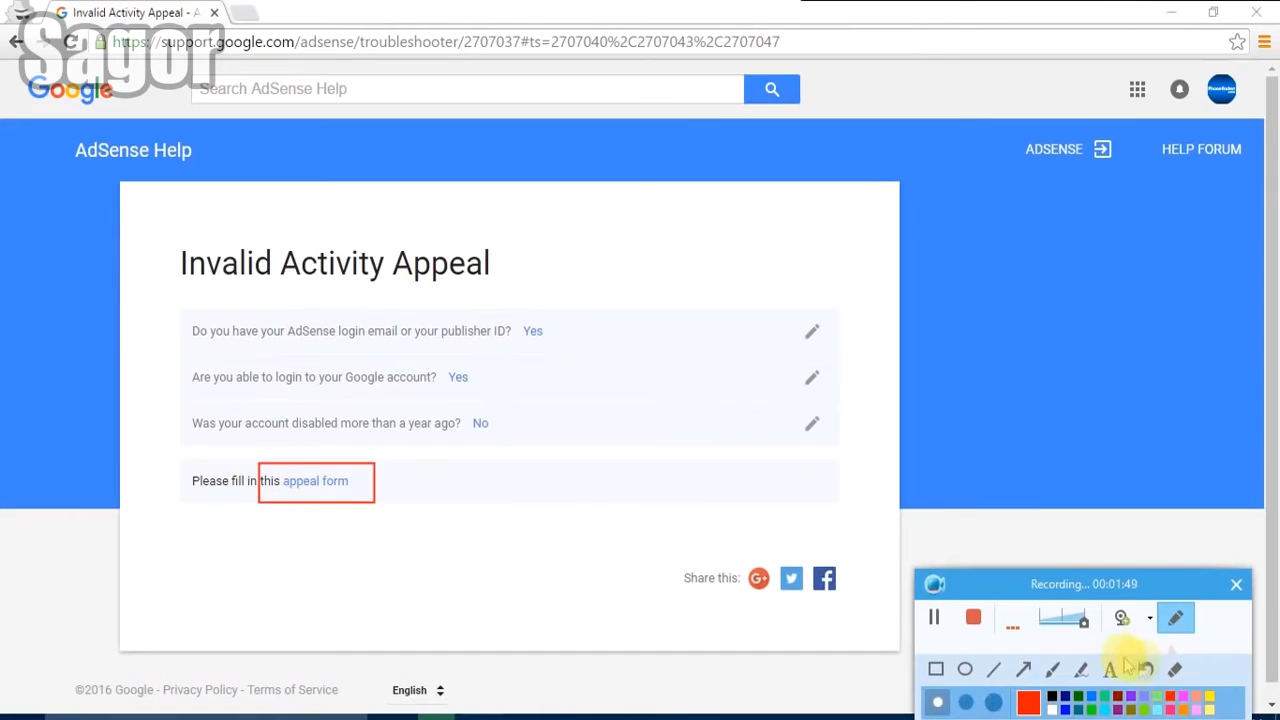 Invalid Activity Appeal - A
Sagor
https://support.google.com/adsense/troubleshooter/2707037#ts=2707040%2C2707043%2C2707047
Google
Search AdSense Help
AdSense Help
ADSENSE
HELP FORUM
Invalid Activity Appeal
Do you have your AdSense login email or your publisher ID? Yes
Are you able to login to your Google account? Yes
Was your account disabled more than a year ago? No
Please fill in this appeal form
Share this:
Recording... 00:01:49
A
©2016 Google - Privacy Policy - Terms of Service
English